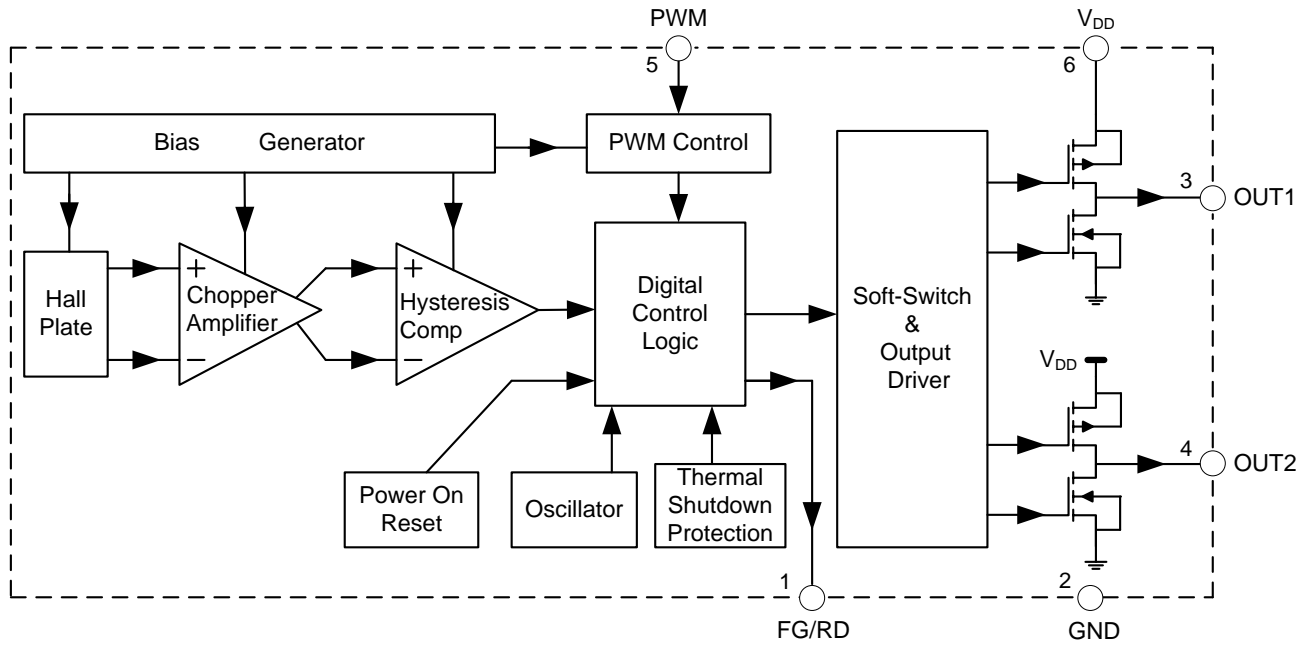 PWM
5
VDD
6
Bias Generator
PWM Control
Hall
Plate
+
−
Chopper
Amplifier
+
−
Hysteresis
Comp
Digital
Control
Logic
Soft-Switch
&
Output
Driver
3
OUT1
VDD
4
OUT2
Power On
Reset
Oscillator
Thermal
Shutdown
Protection
1
FG/RD
2
GND